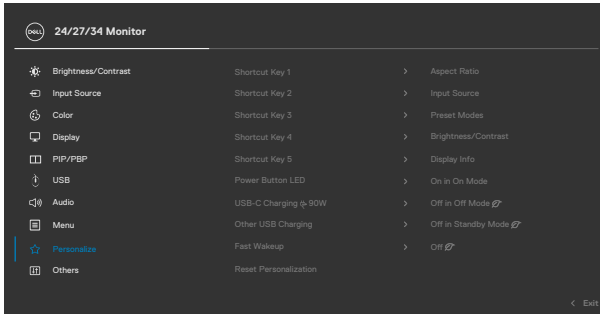 DELL 24/27/34 Monitor
Brightness/Contrast Shortcut Key 1 > Aspect Ratio
Input Source Shortcut Key 2 > Input Source
Color Shortcut Key 3 > Preset Modes
Display Shortcut Key 4 > Brightness/Contrast
PIP/PBP Shortcut Key 5 > Display Info
USB Power Button LED > On in On Mode
Audio USB-C Charging 90W > Off in Off Mode
Menu Other USB Charging > Off in Standby Mode
Personalize Fast Wakeup > Off
Others Reset Personalization
< Exit